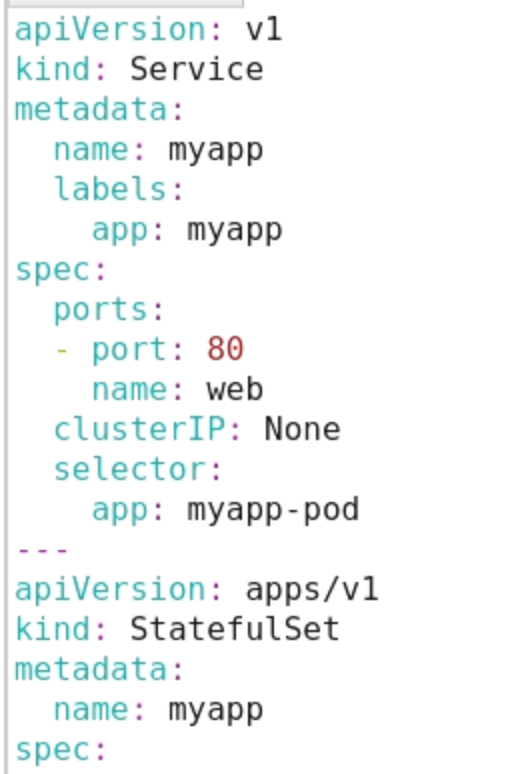 apiVersion: v1
kind: Service
metadata:
  name: myapp
  labels:
    app: myapp
spec:
  ports:
  - port: 80
    name: web
  clusterIP: None
  selector:
    app: myapp-pod
---
apiVersion: apps/v1
kind: StatefulSet
metadata:
  name: myapp
spec: